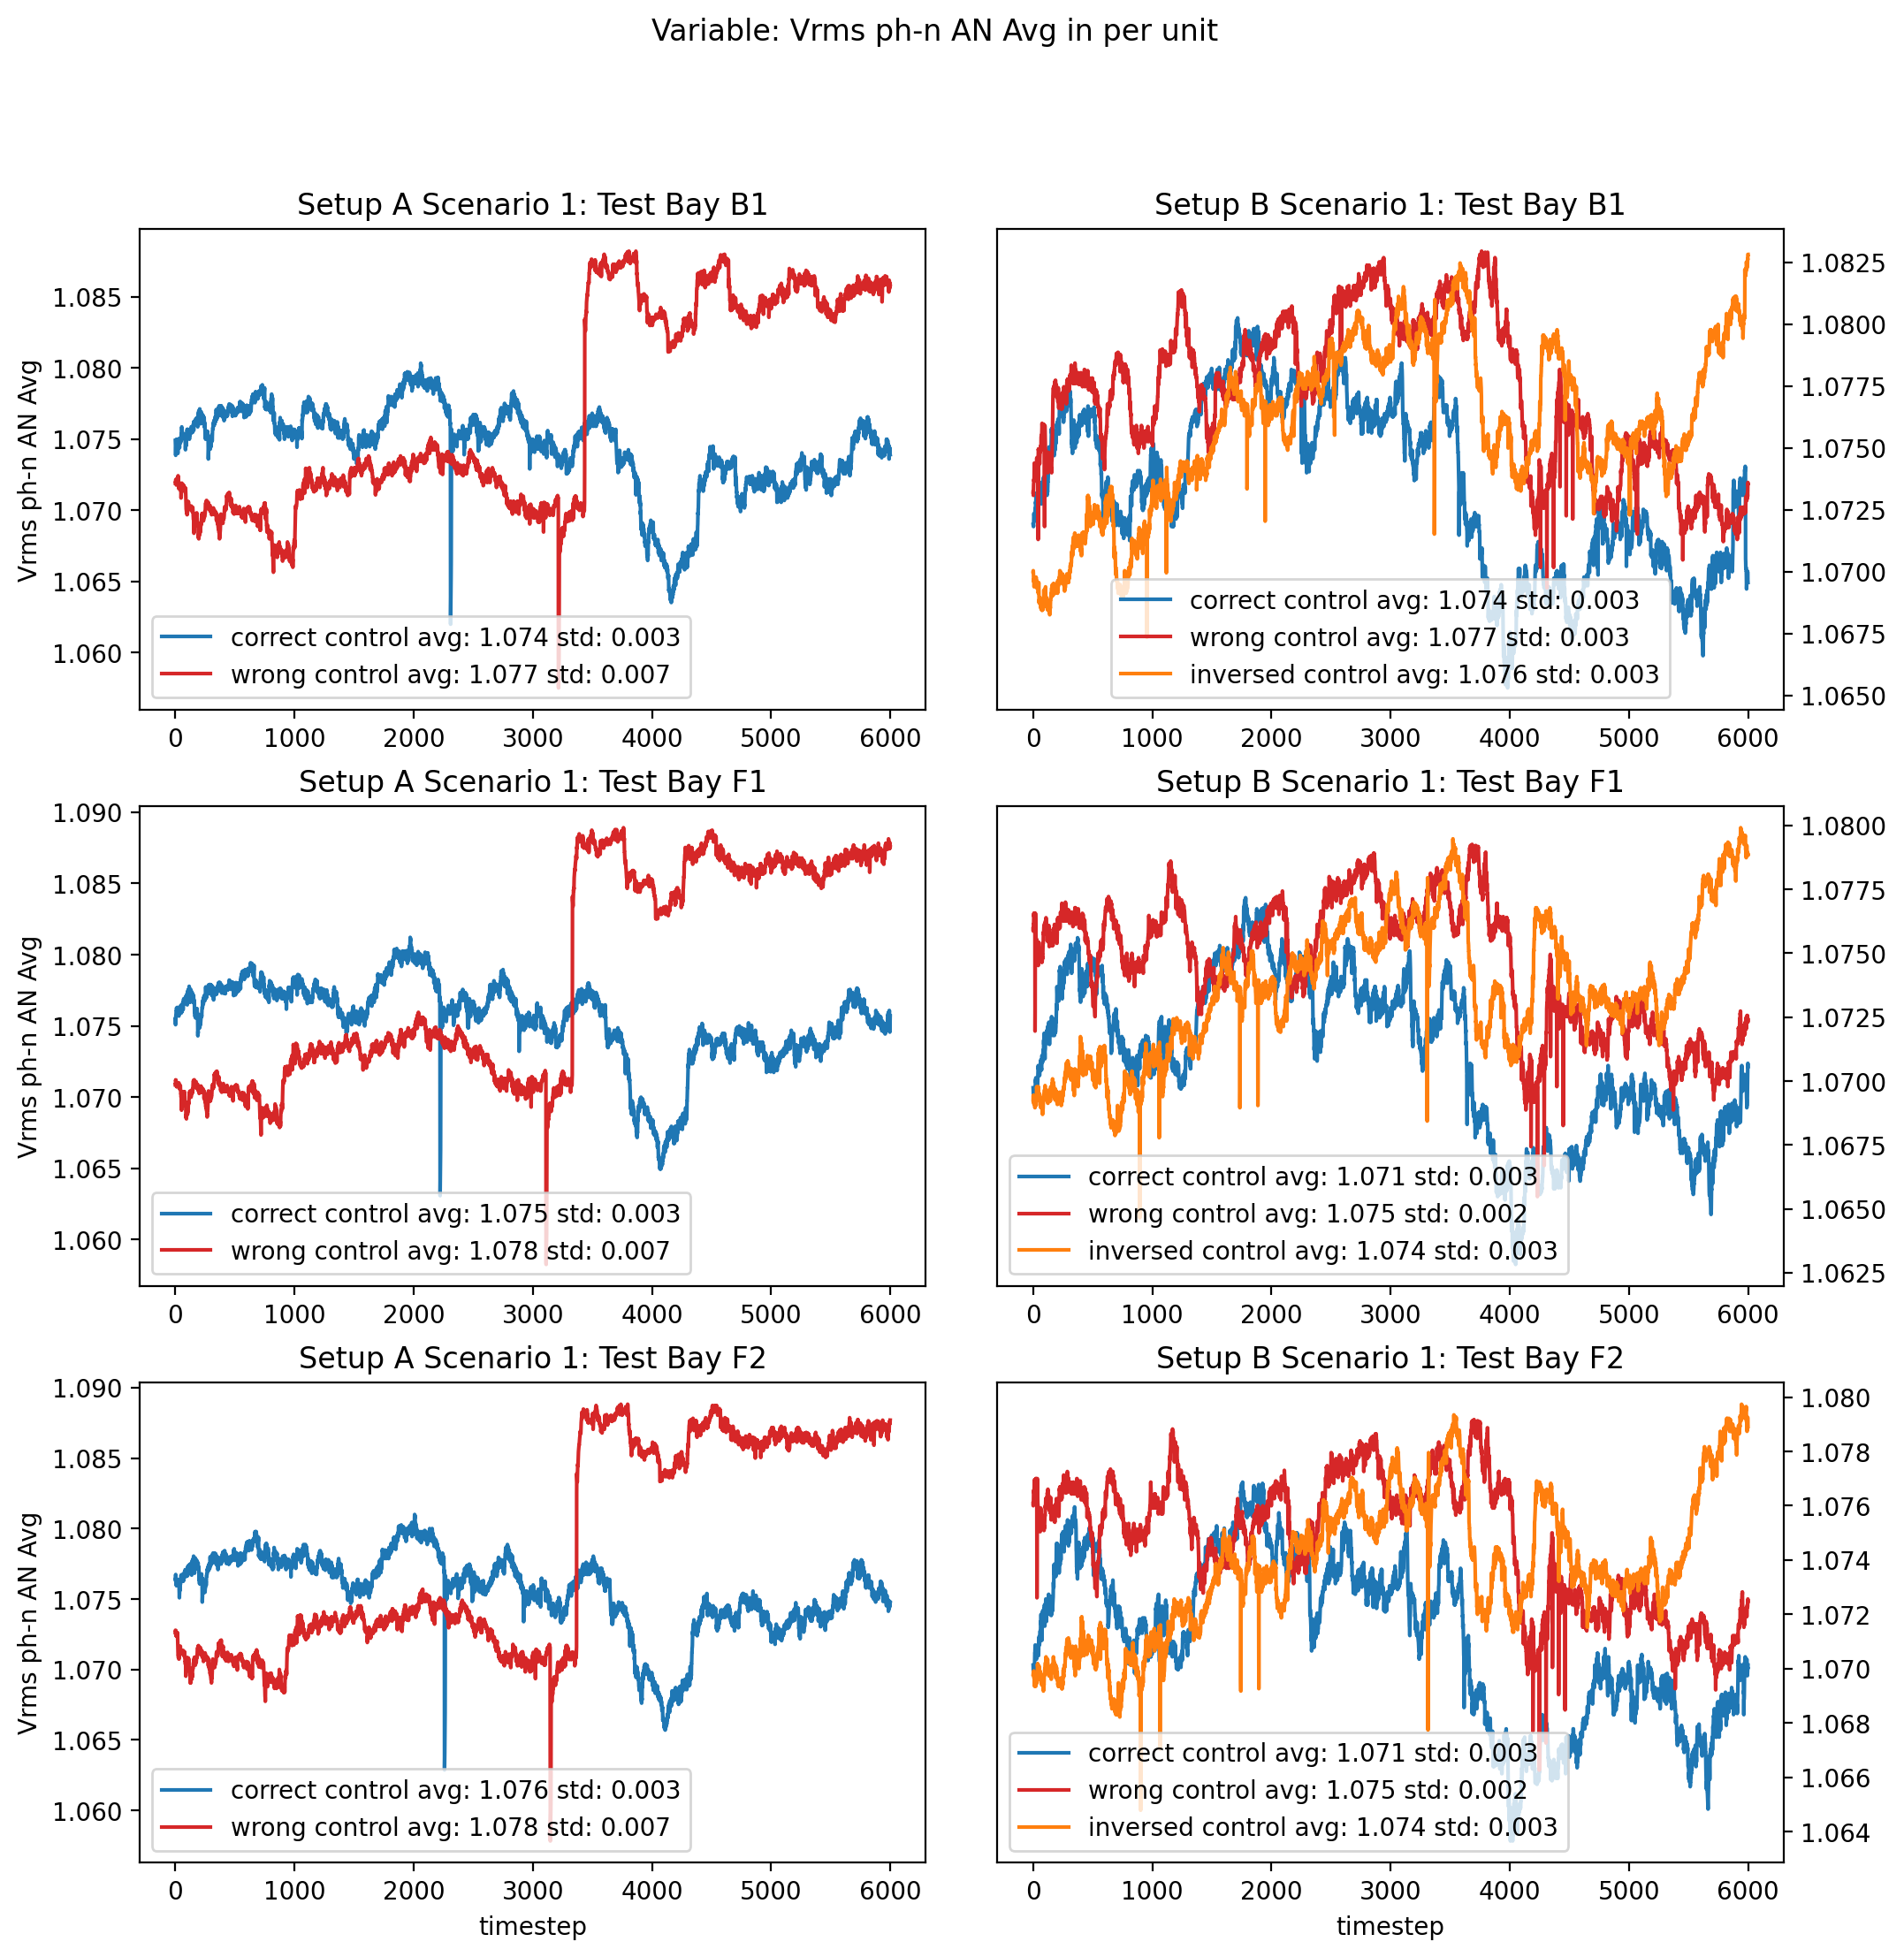 Variable: Vrms ph-n AN Avg in per unit
Setup A Scenario 1: Test Bay B1
Vrms ph-n AN Avg
1.085
1.080
1.075
1.070
1.065
1.060
correct control avg: 1.074 std: 0.003
wrong control avg: 1.077 std: 0.007
0 1000 2000 3000 4000 5000 6000
Setup B Scenario 1: Test Bay B1
1.0825
1.0800
1.0775
1.0750
1.0725
1.0700
1.0675
1.0650
correct control avg: 1.074 std: 0.003
wrong control avg: 1.077 std: 0.003
inversed control avg: 1.076 std: 0.003
0 1000 2000 3000 4000 5000 6000
Setup A Scenario 1: Test Bay F1
Vrms ph-n AN Avg
1.090
1.085
1.080
1.075
1.070
1.065
1.060
correct control avg: 1.075 std: 0.003
wrong control avg: 1.078 std: 0.007
0 1000 2000 3000 4000 5000 6000
Setup B Scenario 1: Test Bay F1
1.0800
1.0775
1.0750
1.0725
1.0700
1.0675
1.0650
1.0625
correct control avg: 1.071 std: 0.003
wrong control avg: 1.075 std: 0.002
inversed control avg: 1.074 std: 0.003
0 1000 2000 3000 4000 5000 6000
Setup A Scenario 1: Test Bay F2
Vrms ph-n AN Avg
1.090
1.085
1.080
1.075
1.070
1.065
1.060
correct control avg: 1.076 std: 0.003
wrong control avg: 1.078 std: 0.007
0 1000 2000 3000 4000 5000 6000
timestep
Setup B Scenario 1: Test Bay F2
1.080
1.078
1.076
1.074
1.072
1.070
1.068
1.066
1.064
correct control avg: 1.071 std: 0.003
wrong control avg: 1.075 std: 0.002
inversed control avg: 1.074 std: 0.003
0 1000 2000 3000 4000 5000 6000
timestep